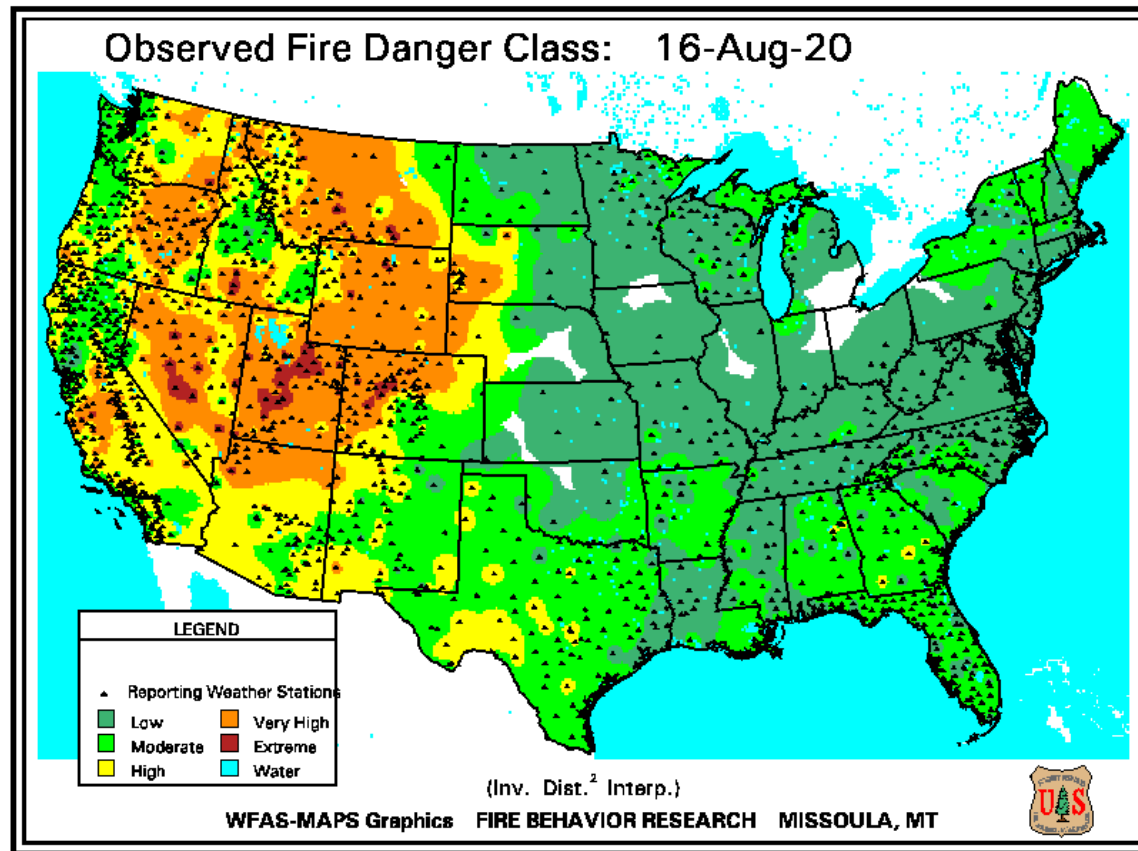 Observed Fire Danger Class: 16-Aug-20
LEGEND
Reporting Weather Stations
Low Very High
Moderate Extreme
High Water
(Inv. Dist.² Interp.)
WFAS-MAPS Graphics FIRE BEHAVIOR RESEARCH MISSOULA, MT
U S